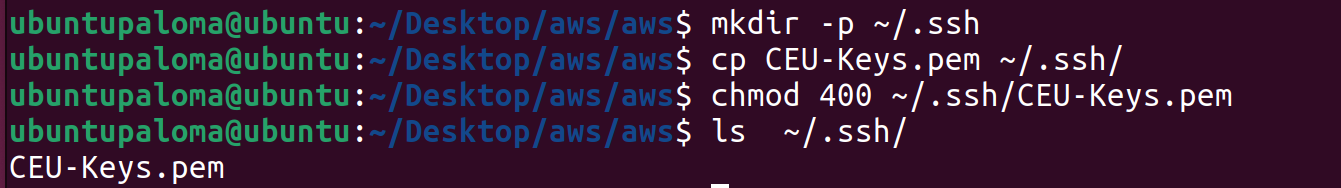 ubuntupaloma@ubuntu:~/Desktop/aws/aws$ mkdir -p ~/.ssh
ubuntupaloma@ubuntu:~/Desktop/aws/aws$ cp CEU-Keys.pem ~/.ssh/
ubuntupaloma@ubuntu:~/Desktop/aws/aws$ chmod 400 ~/.ssh/CEU-Keys.pem
ubuntupaloma@ubuntu:~/Desktop/aws/aws$ ls  ~/.ssh/
CEU-Keys.pem